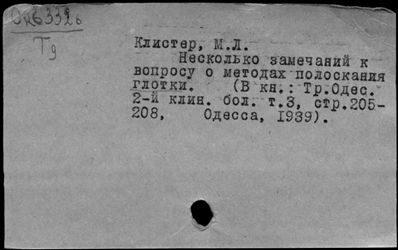 Од63326
Т9
Клистер, М.Л.
Несколько замечаний к
вопросу о методах полоскания
глотки. (В кн.: Тр.Одес.
2-й клин. бол. т.3, стр.205-
208, Одесса, 1939).